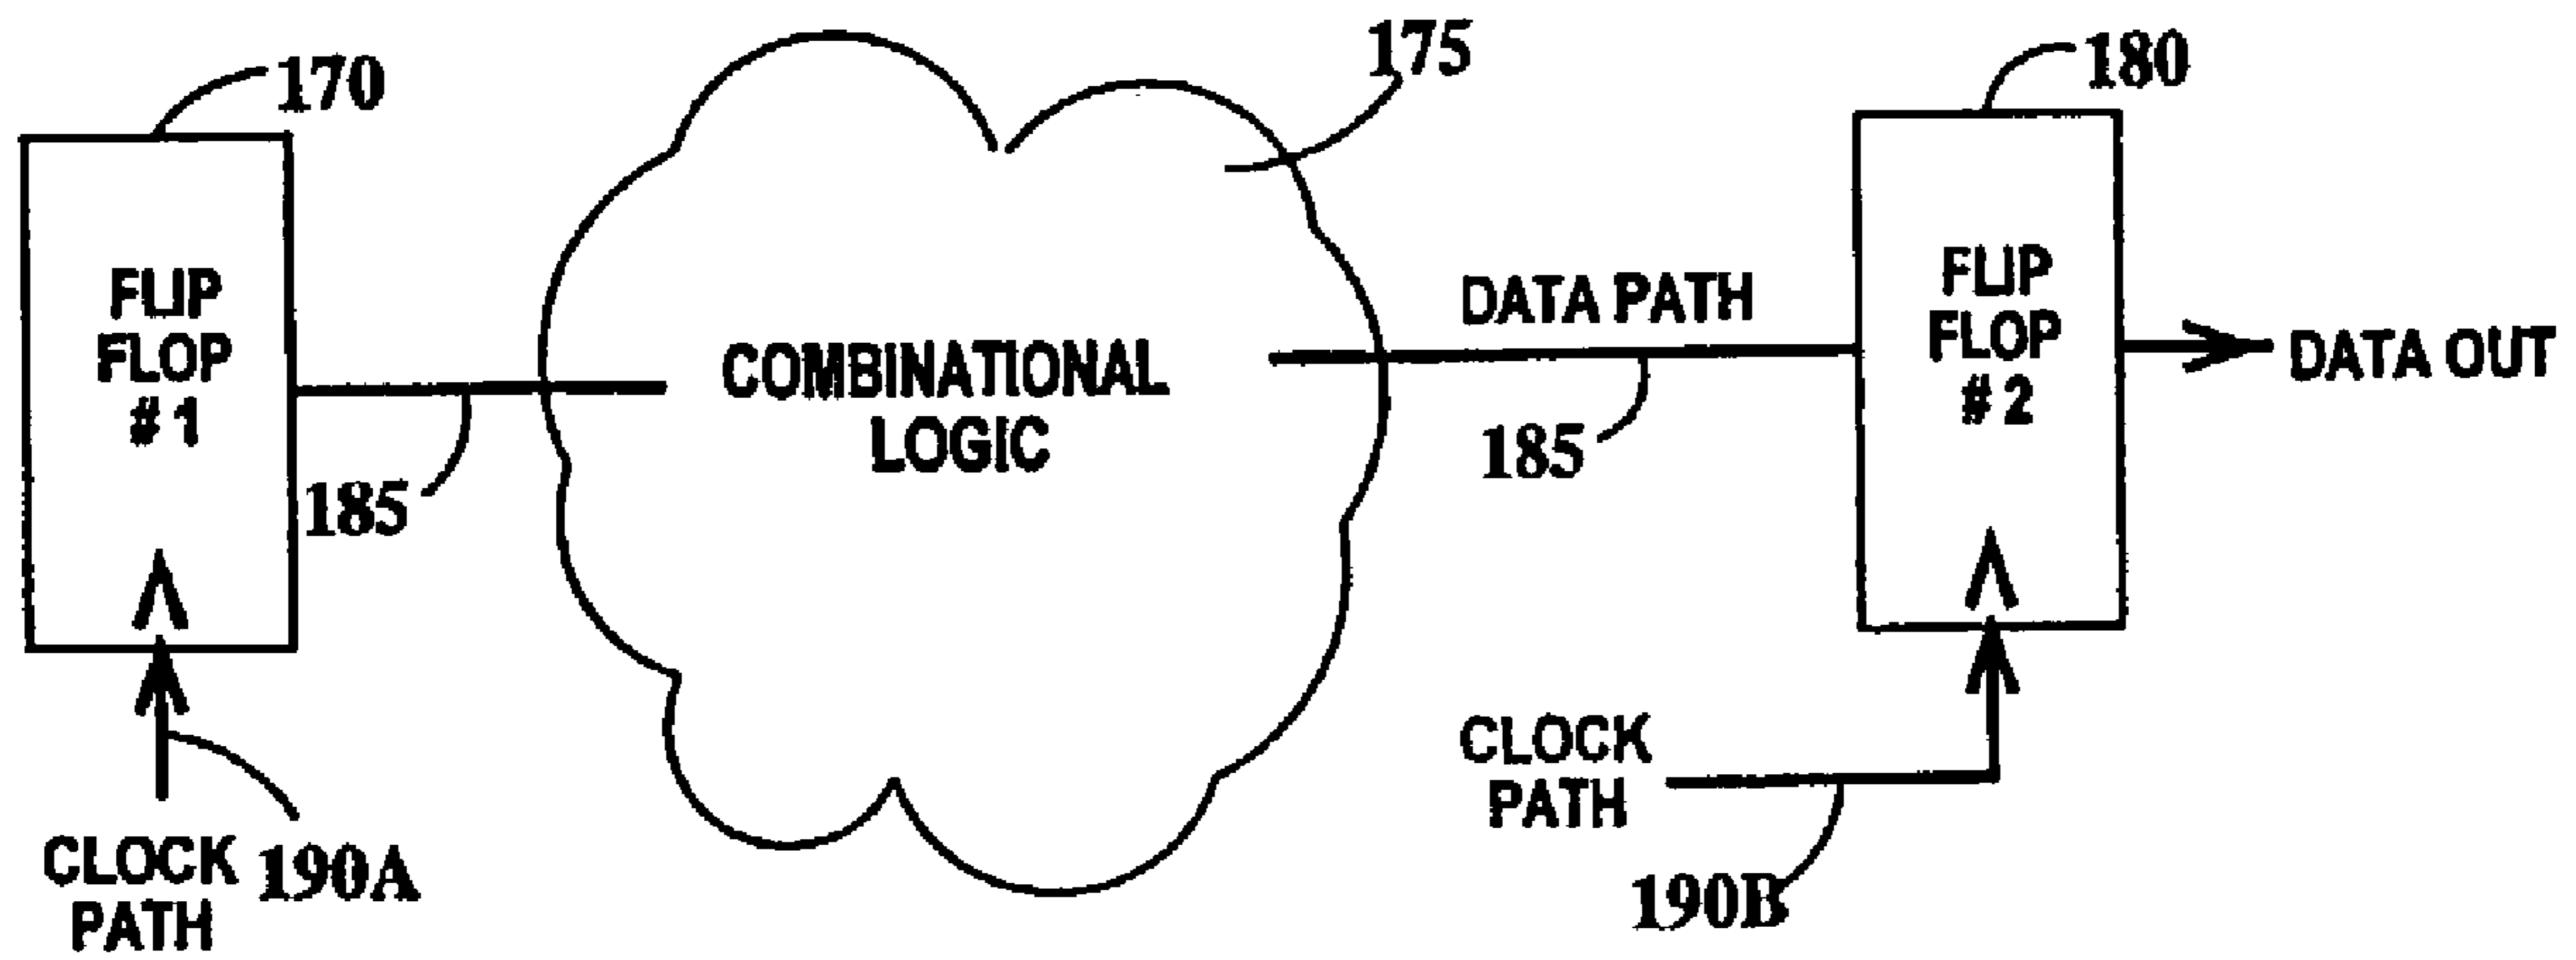 170
175
180
FLIP
FLOP
# 1
185
COMBINATIONAL
LOGIC
DATA PATH
185
FLIP
FLOP
# 2
DATA OUT
CLOCK
PATH
190A
CLOCK
PATH
190B